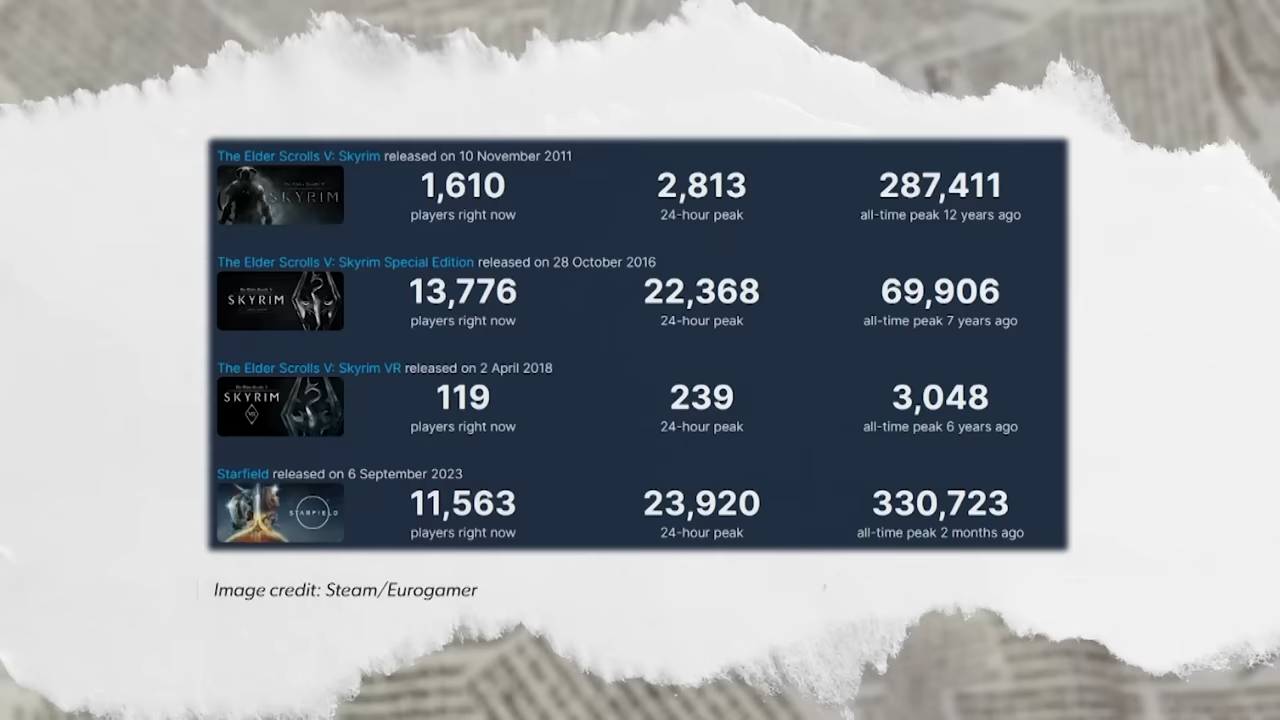 The Elder Scrolls V: Skyrim released on 10 November 2011
SKYRIM
1,610
2,813
287,411
players right now
24-hour peak
all-time peak 12 years ago
The Elder Scrolls V: Skyrim Special Edition released on 28 October 2016
SKYRIM
13,776
22,368
69,906
players right now
24-hour peak
all-time peak 7 years ago
The Elder Scrolls V: Skyrim VR released on 2 April 2018
SKYRIM
VR
119
239
3,048
players right now
24-hour peak
all-time peak 6 years ago
Starfield released on 6 September 2023
STARFIELD
11,563
23,920
330,723
players right now
24-hour peak
all-time peak 2 months ago
Image credit: Steam/Eurogamer